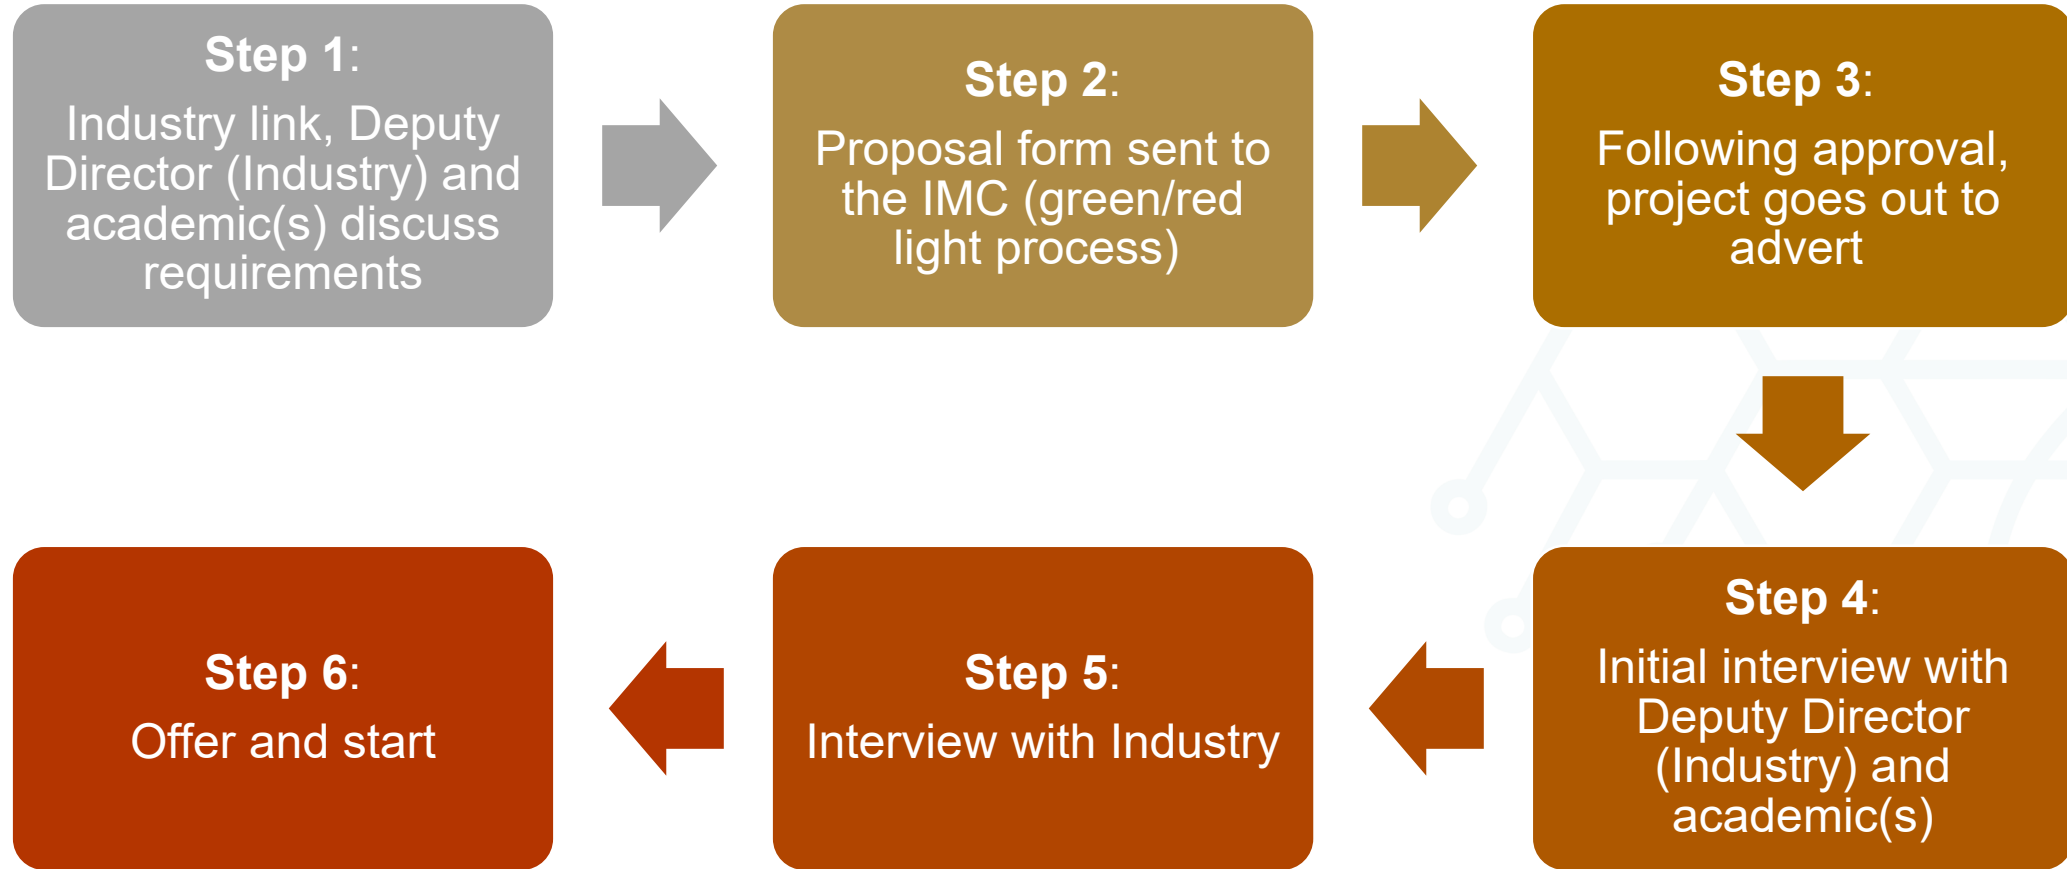 Step 1:
Industry link, Deputy
Director (Industry) and
academic(s) discuss
requirements
Step 2:
Proposal form sent to
the IMC (green/red
light process)
Step 3:
Following approval,
project goes out to
advert
Step 4:
Initial interview with
Deputy Director
(Industry) and
academic(s)
Step 5:
Interview with Industry
Step 6:
Offer and start